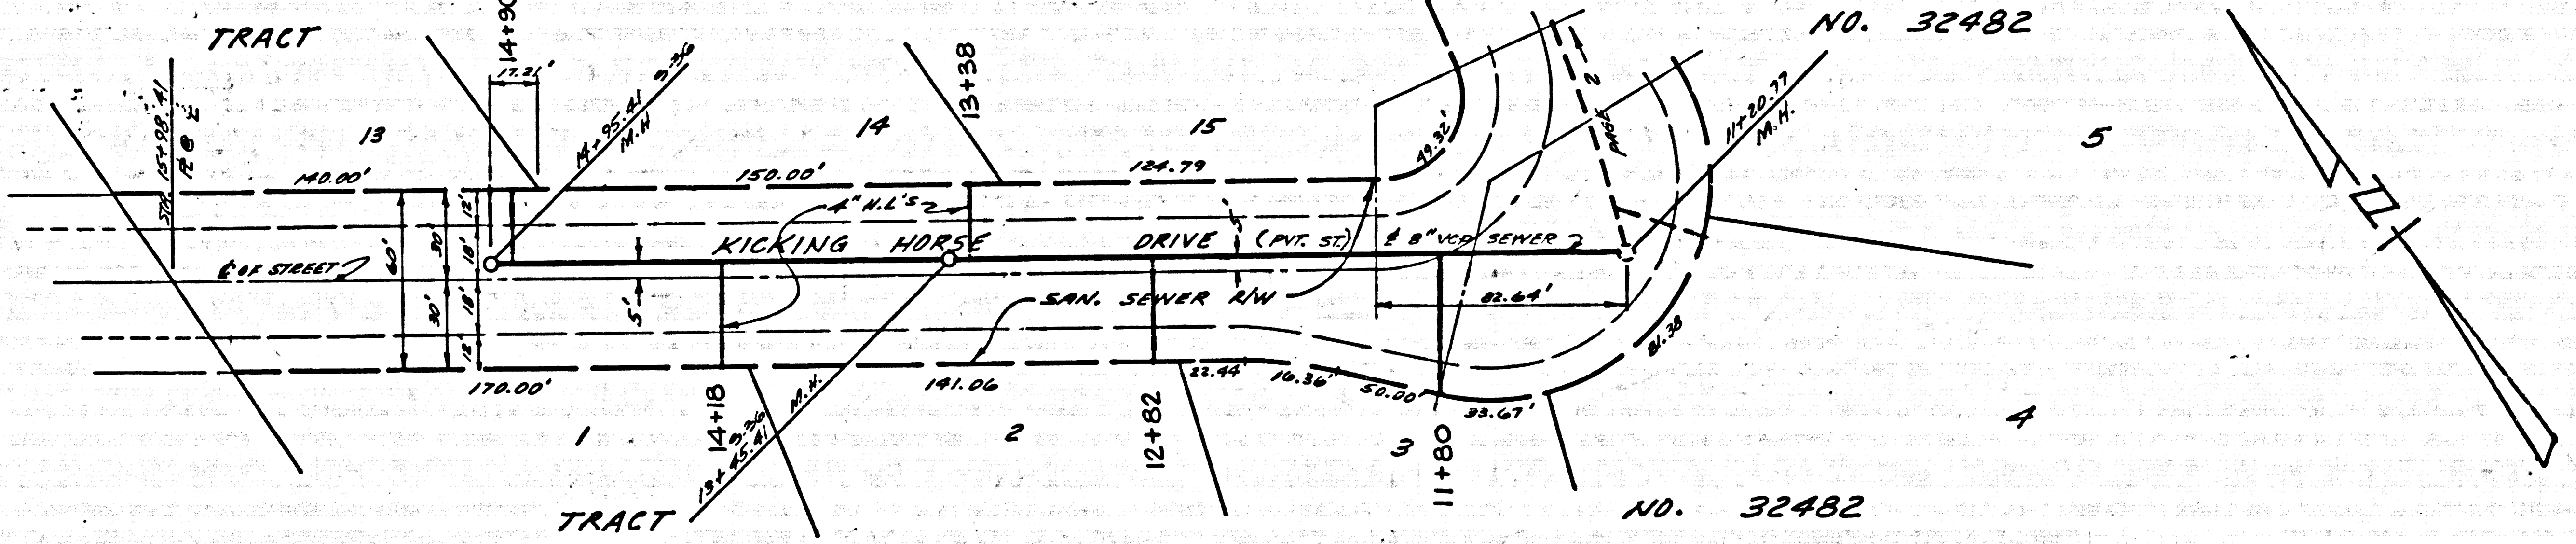 TRACT
NO. 32482
14+90
17.21'
14+95.41
M.H
S-36
13+38
STA. 15+98.41
13
14
15
5
140.00'
150.00'
124.79
49.32'
PAGE 2
11+20.77
M.H.
4" H.L'S
12'
18'
30'
60'
18'
12'
30'
KICKING HORSE DRIVE (PVT. ST.)
℄ 8" VCP SEWER
5'
℄ OF STREET
5'
SAN. SEWER R/W
82.64'
81.38
170.00'
141.06
22.44'
16.36'
50.00'
33.67'
14+18
S-36
13+45.41
M.H.
12+82
11+80
1
2
3
4
TRACT
NO. 32482